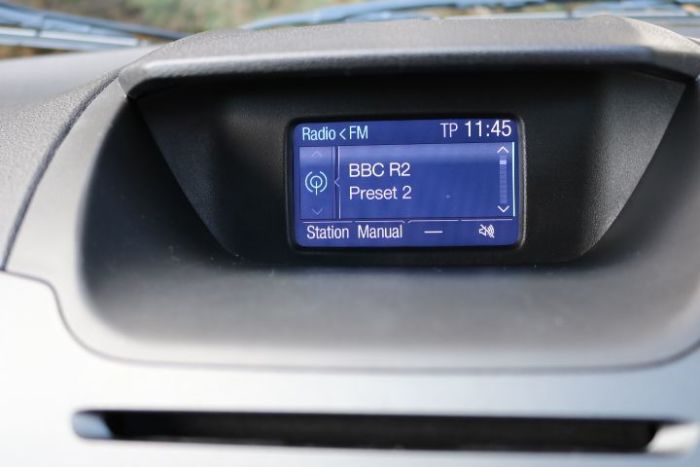 Radio < FM TP 11:45
BBC R2
Preset 2
Station Manual —